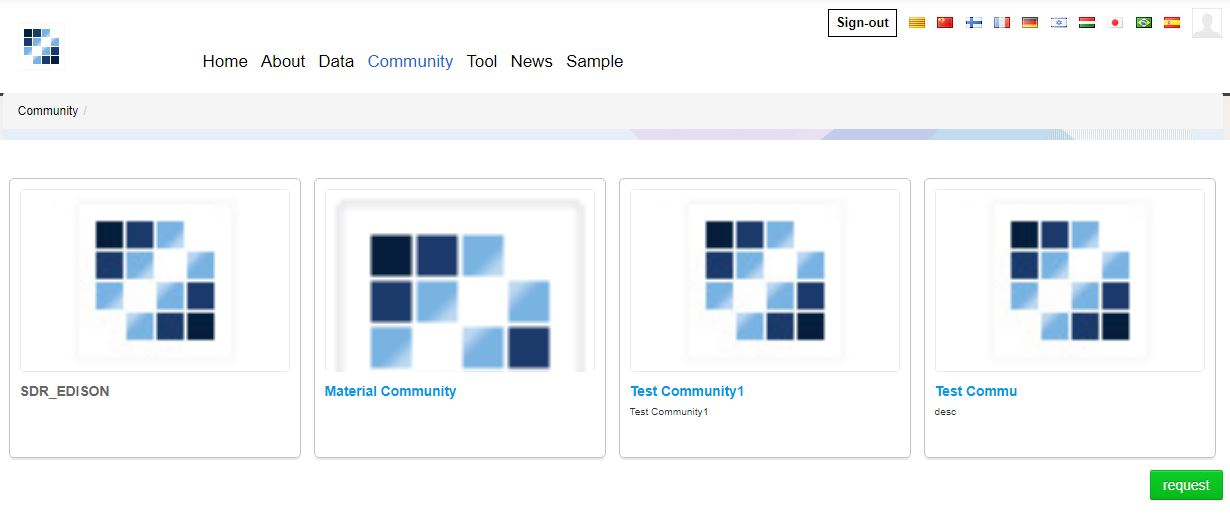 Sign-out
Home About Data Community Tool News Sample
Community /
SDR_EDISON
Material Community
Test Community1
Test Community1
Test Commu
desc
request